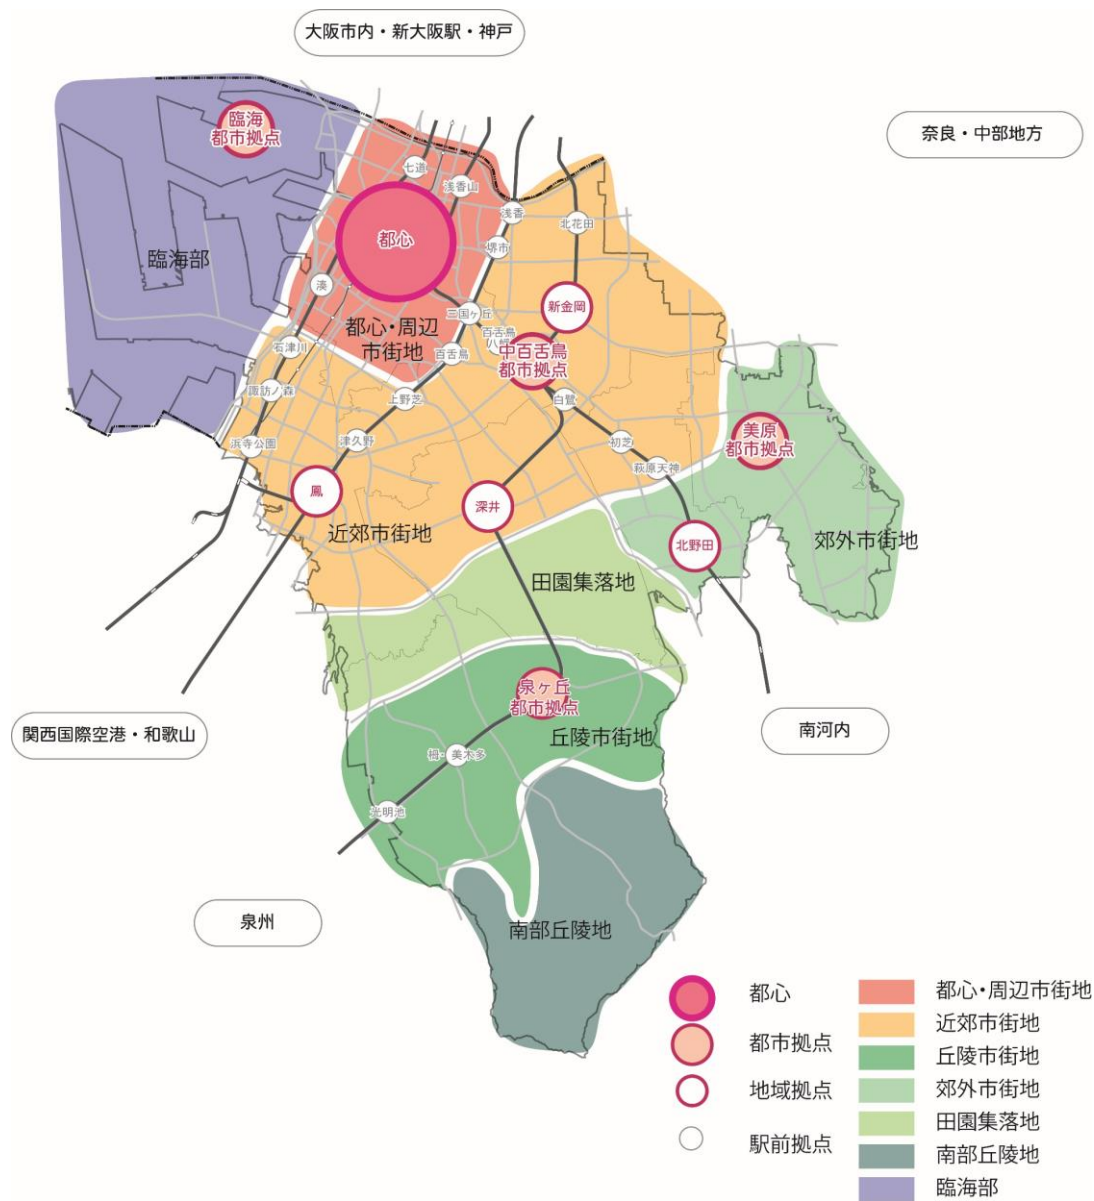 大阪市内・新大阪駅・神戸
奈良・中部地方
臨海
都市拠点
七道
浅香山
浅香
北花田
都心
堺市
臨海部
湊
新金岡
三国ヶ丘
都心・周辺
市街地
百舌鳥
八幡
石津川
百舌鳥
中百舌鳥
都市拠点
諏訪ノ森
上野芝
白鷺
浜寺公園
津久野
初芝
美原
都市拠点
萩原天神
鳳
深井
近郊市街地
北野田
郊外市街地
田園集落地
泉ヶ丘
都市拠点
関西国際空港・和歌山
南河内
丘陵市街地
栂・美木多
光明池
泉州
南部丘陵地
都心
都市拠点
地域拠点
駅前拠点
都心・周辺市街地
近郊市街地
丘陵市街地
郊外市街地
田園集落地
南部丘陵地
臨海部